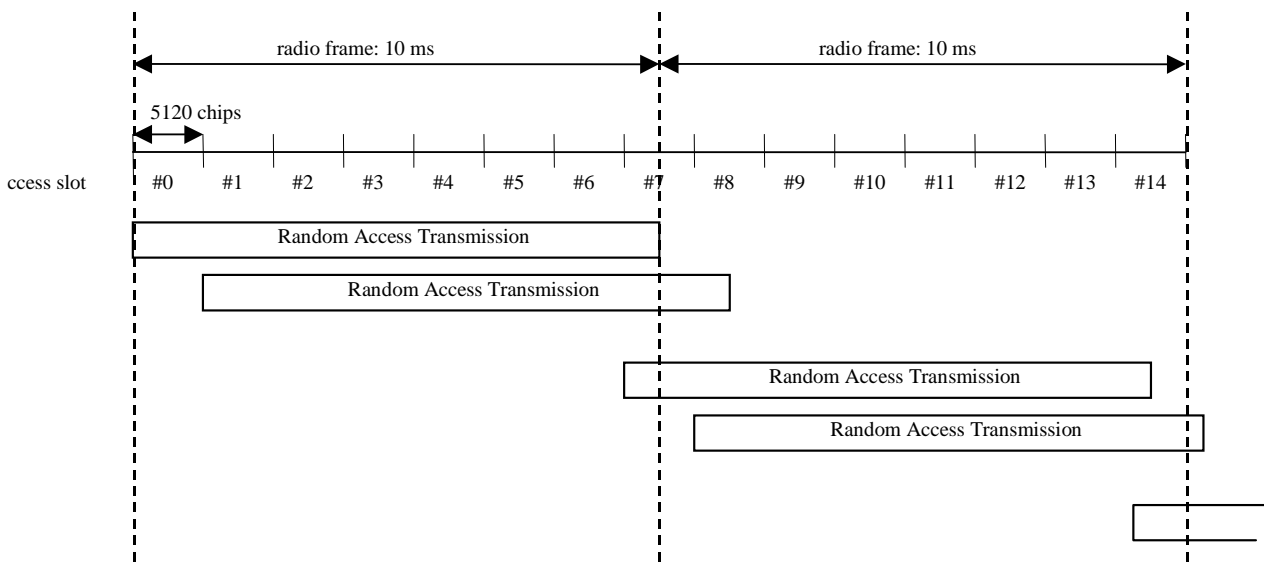 radio frame: 10 ms radio frame: 10 ms
5120 chips
ccess slot #0 #1 #2 #3 #4 #5 #6 #7 #8 #9 #10 #11 #12 #13 #14
Random Access Transmission
Random Access Transmission
Random Access Transmission
Random Access Transmission